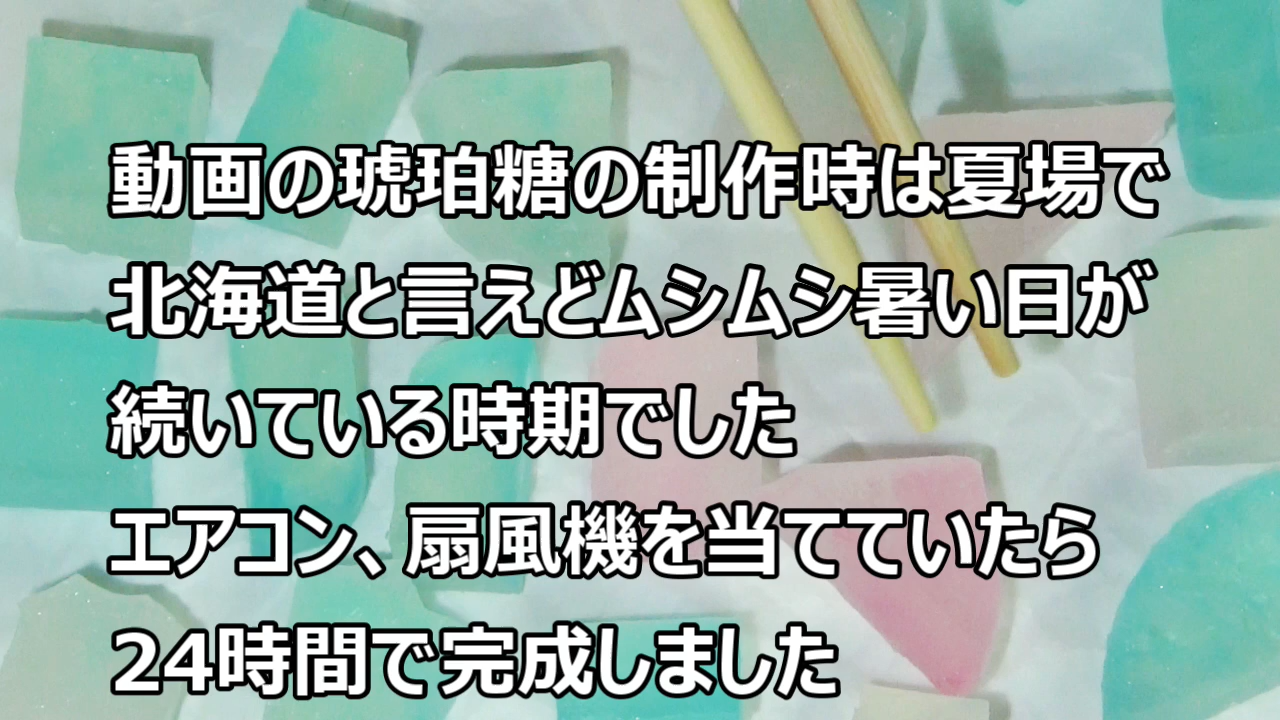 動画の琥珀糖の制作時は夏場で
北海道と言えどムシムシ暑い日が
続いている時期でした
エアコン、扇風機を当てていたら
24時間で完成しました